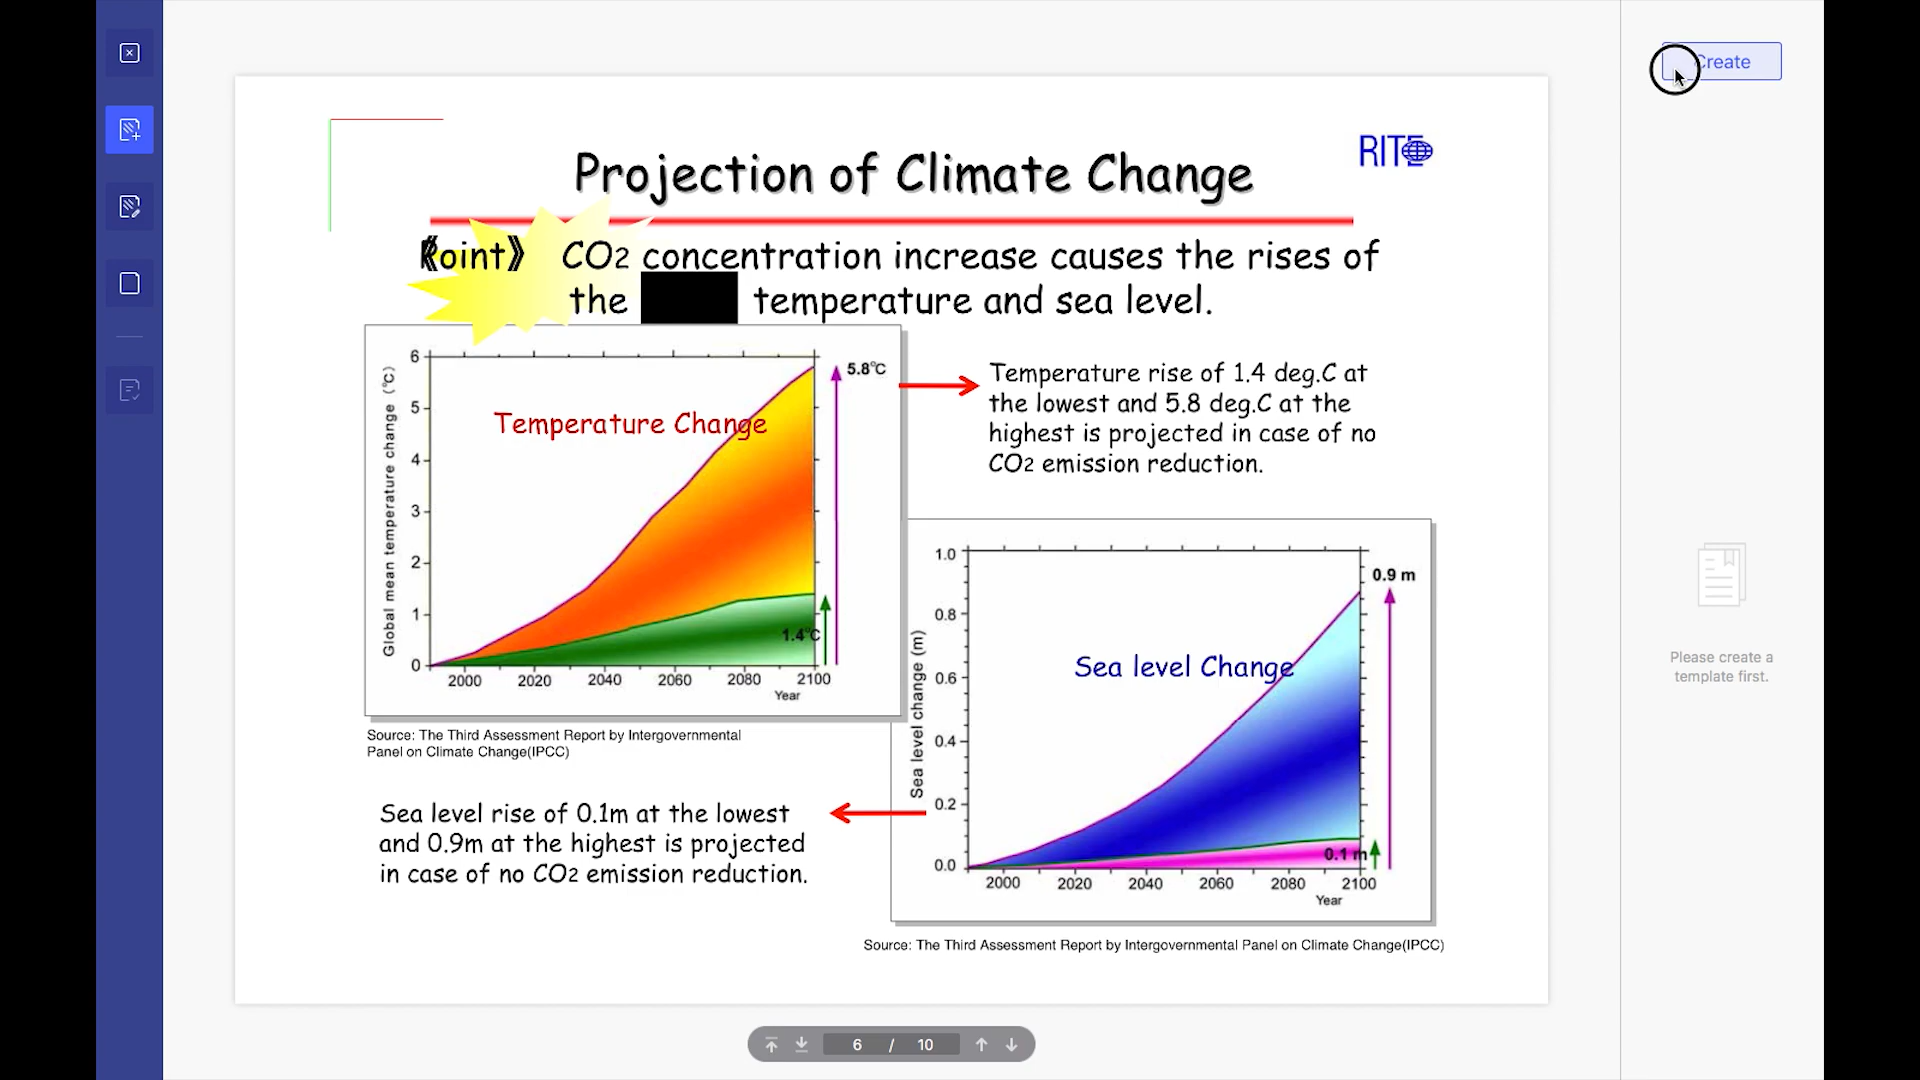 Create
Projection of Climate Change
RITE
《Point》 CO2 concentration increase causes the rises of
the temperature and sea level.
Global mean temperature change (℃)
6
5
4
3
2
1
0
Temperature Change
5.8℃
1.4℃
2000 2020 2040 2060 2080 2100
Year
Temperature rise of 1.4 deg.C at
the lowest and 5.8 deg.C at the
highest is projected in case of no
CO2 emission reduction.
Source: The Third Assessment Report by Intergovernmental
Panel on Climate Change(IPCC)
Sea level change (m)
1.0
0.8
0.6
0.4
0.2
0.0
Sea level Change
0.9 m
0.1 m
2000 2020 2040 2060 2080 2100
Year
Sea level rise of 0.1m at the lowest
and 0.9m at the highest is projected
in case of no CO2 emission reduction.
Source: The Third Assessment Report by Intergovernmental Panel on Climate Change(IPCC)
Please create a
template first.
6 / 10